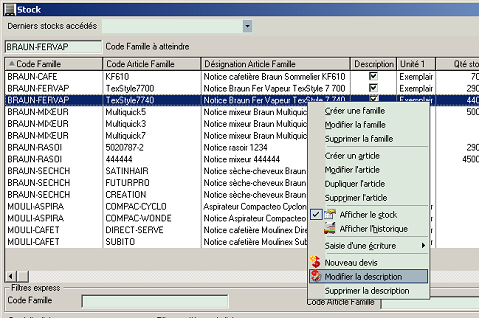 Stock
Derniers stocks accédés
BRAUN-FERVAP Code Famille à atteindre
Code Famille Code Article Famille Désignation Article Famille Description Unité 1 Qté sto
BRAUN-CAFE KF610 Notice cafetière Braun Sommelier KF610 Exemplair 70
BRAUN-FERVAP TexStyle7700 Notice Braun Fer Vapeur TexStyle 7 700 Exemplair 290
BRAUN-FERVAP TexStyle7740 Notice Braun Fer Vapeur TexStyle 7 740 Exemplair 440
BRAUN-MIXEUR Multiquick5 Notice mixeur Braun Multiquic 500
BRAUN-MIXEUR Multiquick3 Notice mixeur Braun Multiquic
BRAUN-MIXEUR Multiquick7 Notice mixeur Braun Multiquic
BRAUN-RASOI 5020787-2 Notice rasoir 1234 290
BRAUN-RASOI 444444 Notice mixeur 444444 4500
BRAUN-SECHCH SATINHAIR Notice sèche-cheveux Braun
BRAUN-SECHCH FUTURPRO Notice sèche-cheveux Braun
BRAUN-SECHCH CREATION Notice sèche-cheveux Braun
MOULI-ASPIRA COMPAC-CYCLO Notice Aspirateur Compacteo Cyclon
MOULI-ASPIRA COMPAC-WONDE Notice Aspirateur Compacteo
MOULI-CAFET DIRECT-SERVE Notice cafetière Moulinex Dir
MOULI-CAFET SUBITO Notice cafetière Moulinex Sub
Créer une famille
Modifier la famille
Supprimer la famille
Créer un article
Modifier l'article
Dupliquer l'article
Supprimer l'article
Afficher le stock
Afficher l'historique
Saisie d'une écriture
Nouveau devis
Modifier la description
Supprimer la description
Filtres express
Code Famille Code Article Famille